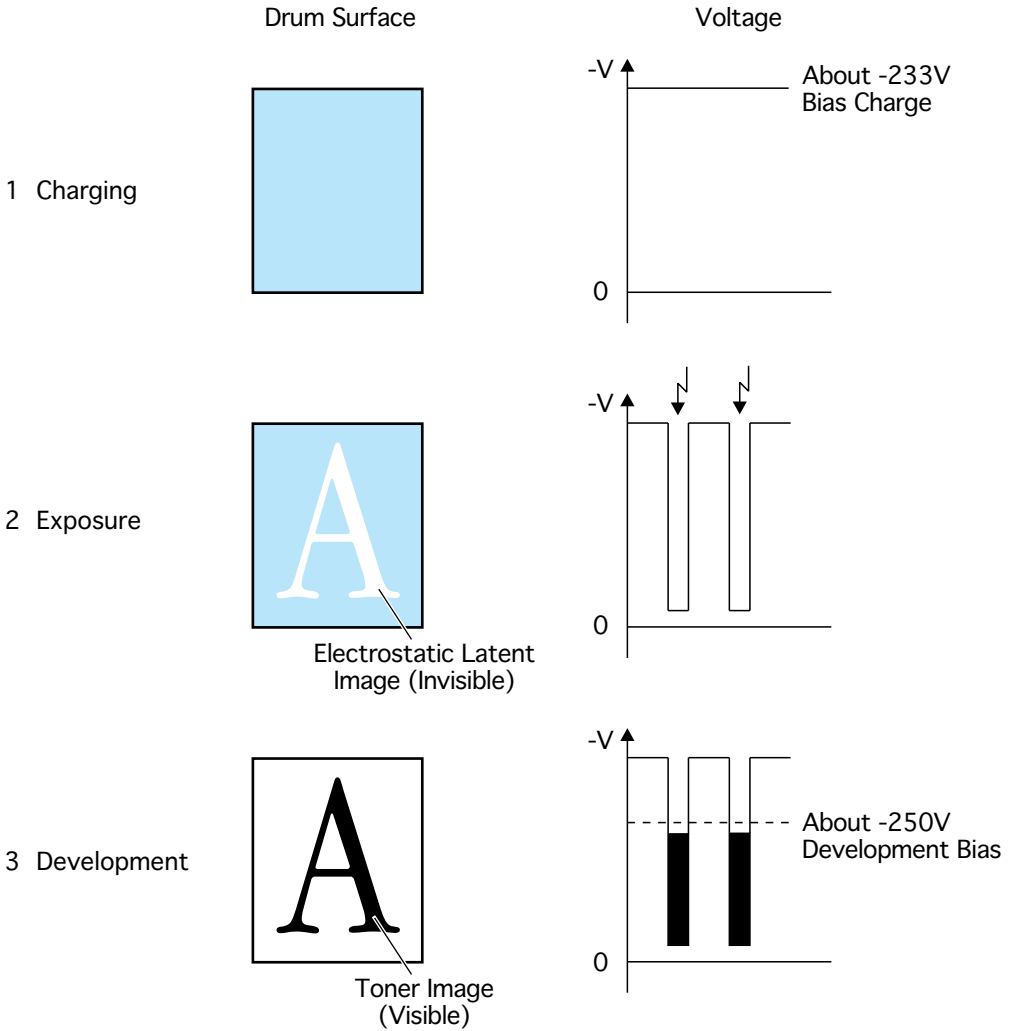 Drum Surface
Voltage
1 Charging
-V
About -233V
Bias Charge
0
2 Exposure
-V
0
Electrostatic Latent
Image (Invisible)
3 Development
-V
About -250V
Development Bias
0
Toner Image
(Visible)
A
A